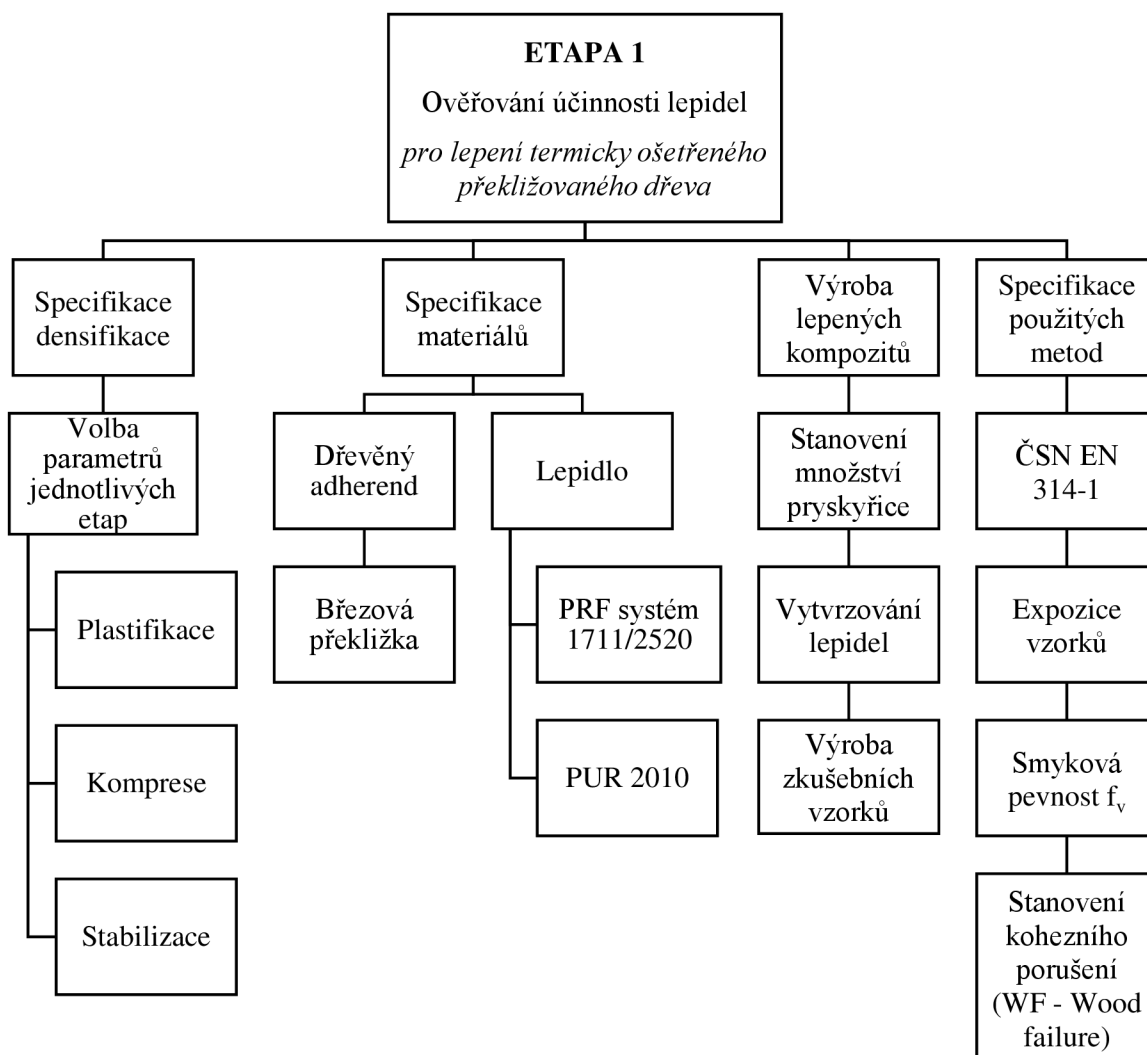 ETAPA 1
Ověřování účinnosti lepidel
pro lepení termicky ošetřeného
překližovaného dřeva
Specifikace
densifikace
Specifikace
materiálů
Výroba
lepených
kompozitů
Specifikace
použitých
metod
Volba
parametrů
jednotlivých
etap
Dřevěný
adherend
Lepidlo
Stanovení
množství
pryskyřice
ČSN EN
314-1
Plastifikace
Březová
překližka
PRF systém
1711/2520
Vytvrzování
lepidel
Expozice
vzorků
Komprese
PUR 2010
Výroba
zkušebních
vzorků
Smyková
pevnost fv
Stabilizace
Stanovení
kohezního
porušení
(WF - Wood
failure)